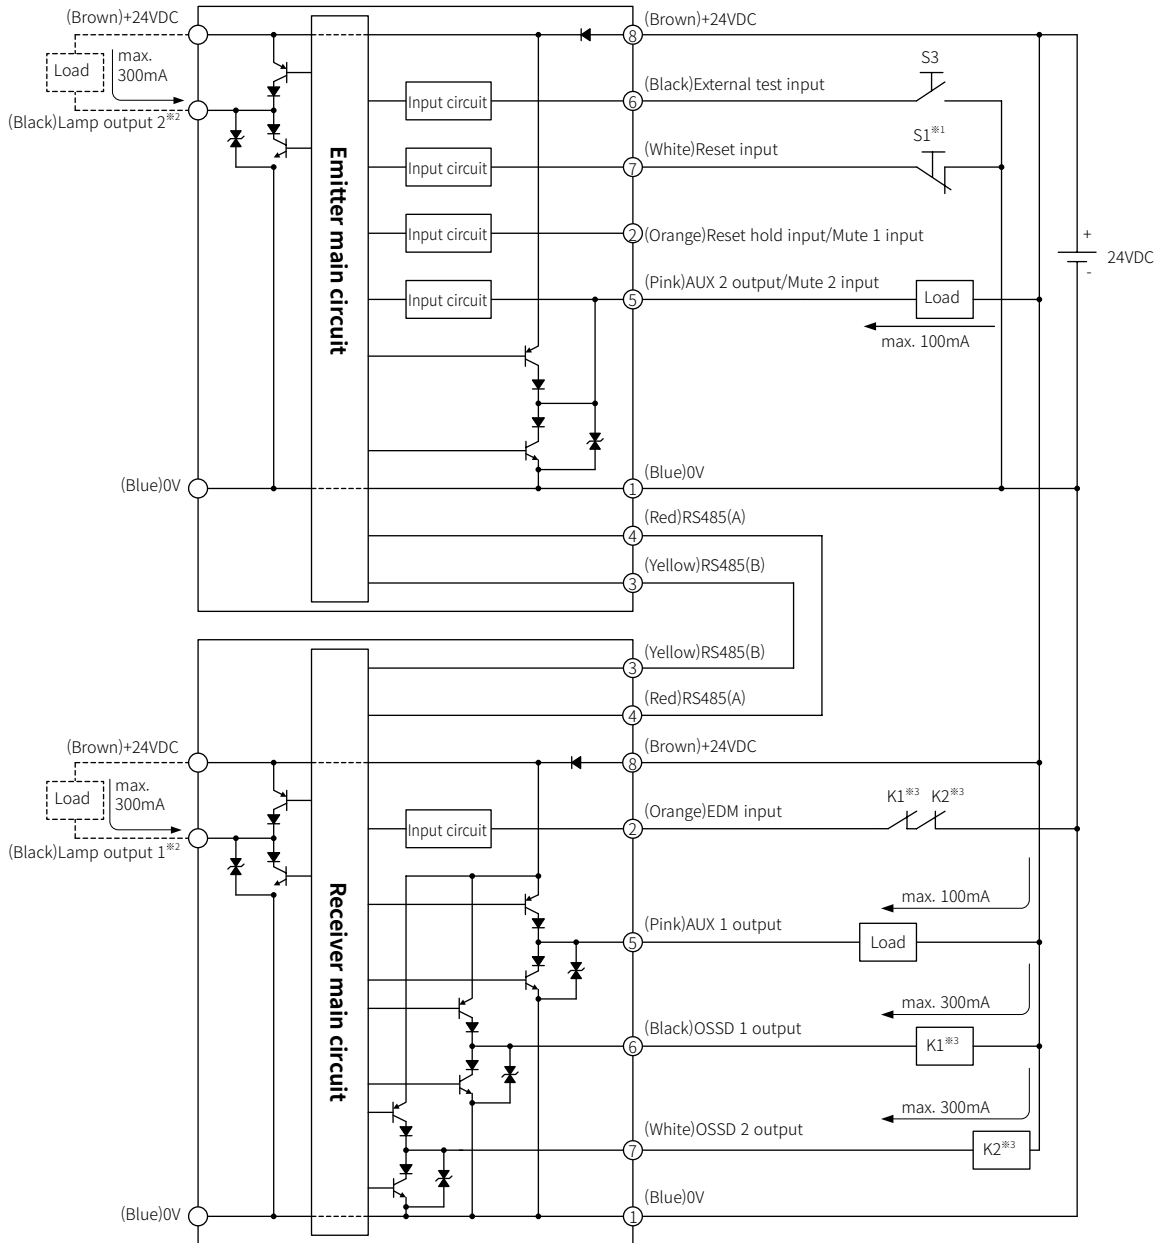 (Brown)+24VDC
(Brown)+24VDC
8
Load
max.
300mA
S3
(Black)External test input
Input circuit
6
(Black)Lamp output 2※2
S1※1
(White)Reset input
Input circuit
7
Emitter main circuit
Input circuit
2
(Orange)Reset hold input/Mute 1 input
+
24VDC
-
(Pink)AUX 2 output/Mute 2 input
Input circuit
5
Load
max. 100mA
(Blue)0V
(Blue)0V
1
(Red)RS485(A)
4
(Yellow)RS485(B)
3
(Yellow)RS485(B)
3
(Red)RS485(A)
4
(Brown)+24VDC
(Brown)+24VDC
8
Load
max.
300mA
K1※3 K2※3
(Orange)EDM input
Input circuit
2
(Black)Lamp output 1※2
Receiver main circuit
max. 100mA
(Pink)AUX 1 output
5
Load
max. 300mA
(Black)OSSD 1 output
6
K1※3
max. 300mA
(White)OSSD 2 output
7
K2※3
(Blue)0V
(Blue)0V
1